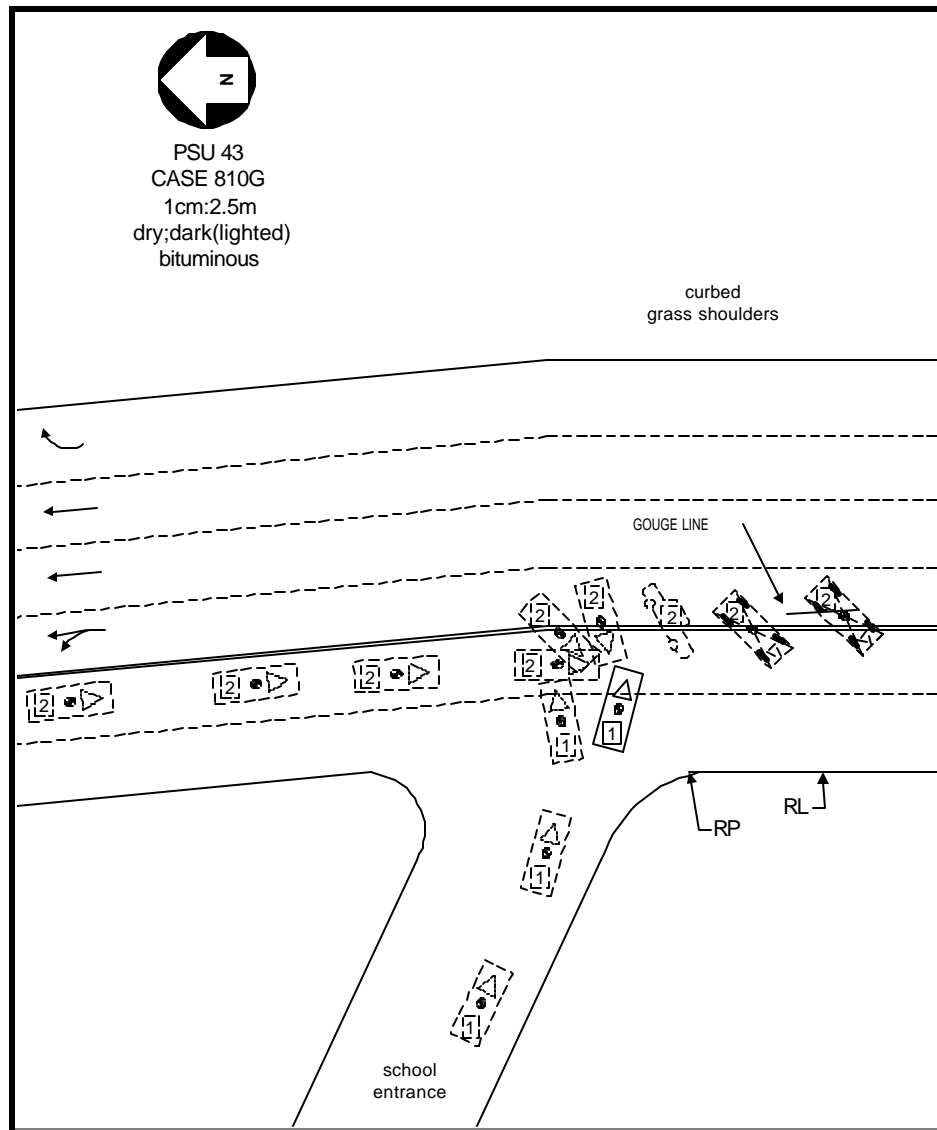 N
PSU 43
CASE 810G
1cm:2.5m
dry;dark(lighted)
bituminous
curbed
grass shoulders
GOUGE LINE
2
2
2
2
2
2
2
2
2
1
1
RL
RP
1
1
school
entrance